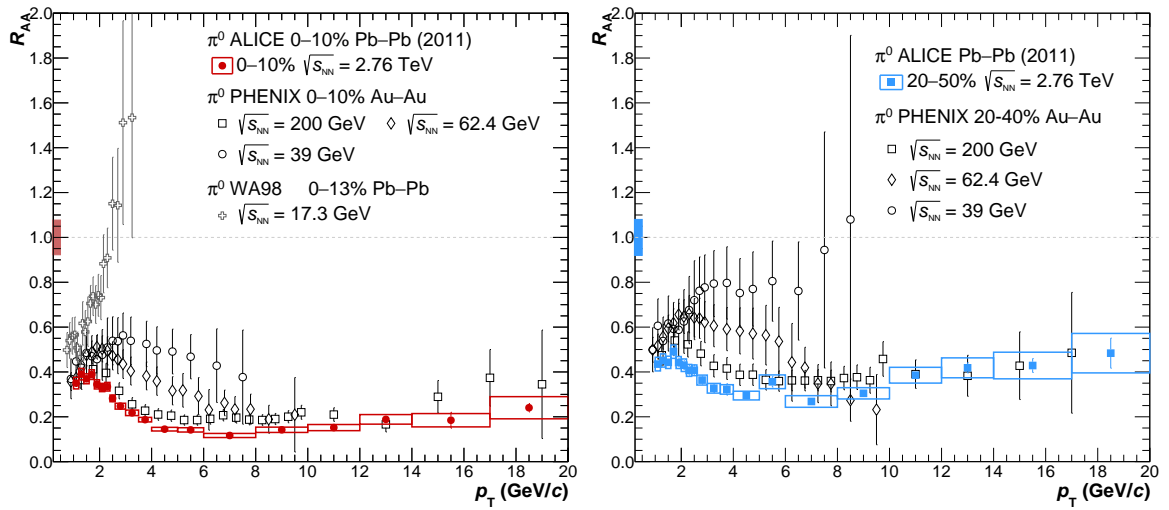 R_AA
2.0
1.8
1.6
1.4
1.2
1.0
0.8
0.6
0.4
0.2
0.0
π⁰ ALICE 0–10% Pb–Pb (2011)
0–10% √s_NN = 2.76 TeV
π⁰ PHENIX 0–10% Au–Au
√s_NN = 200 GeV √s_NN = 62.4 GeV
√s_NN = 39 GeV
π⁰ WA98 0–13% Pb–Pb
√s_NN = 17.3 GeV
2 4 6 8 10 12 14 16 18 20
p_T (GeV/c)
R_AA
2.0
1.8
1.6
1.4
1.2
1.0
0.8
0.6
0.4
0.2
0.0
π⁰ ALICE Pb–Pb (2011)
20–50% √s_NN = 2.76 TeV
π⁰ PHENIX 20-40% Au–Au
√s_NN = 200 GeV
√s_NN = 62.4 GeV
√s_NN = 39 GeV
2 4 6 8 10 12 14 16 18 20
p_T (GeV/c)